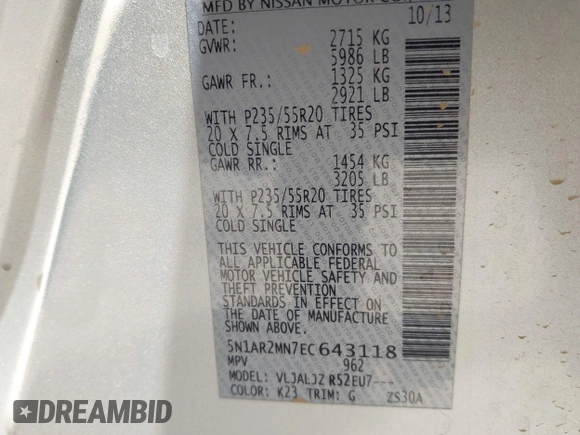 MFD BY NISSAN MOTOR CO.
DATE: 10/13
GVWR: 2715 KG
5986 LB
GAWR FR.: 1325 KG
2921 LB
WITH P235/55R20 TIRES
20 X 7.5 RIMS AT 35 PSI
COLD SINGLE
GAWR RR.: 1454 KG
3205 LB
WITH P235/55R20 TIRES
20 X 7.5 RIMS AT 35 PSI
COLD SINGLE
THIS VEHICLE CONFORMS TO
ALL APPLICABLE FEDERAL
MOTOR VEHICLE SAFETY AND
THEFT PREVENTION
STANDARDS IN EFFECT ON
THE DATE OF MANUFACTURE
SHOWN ABOVE.
5N1AR2MN7EC643118
MPV 962
MODEL: VLJALJZ R52EU7---
COLOR: K23 TRIM: G ZS30A
STREAMBID
STREAMBID